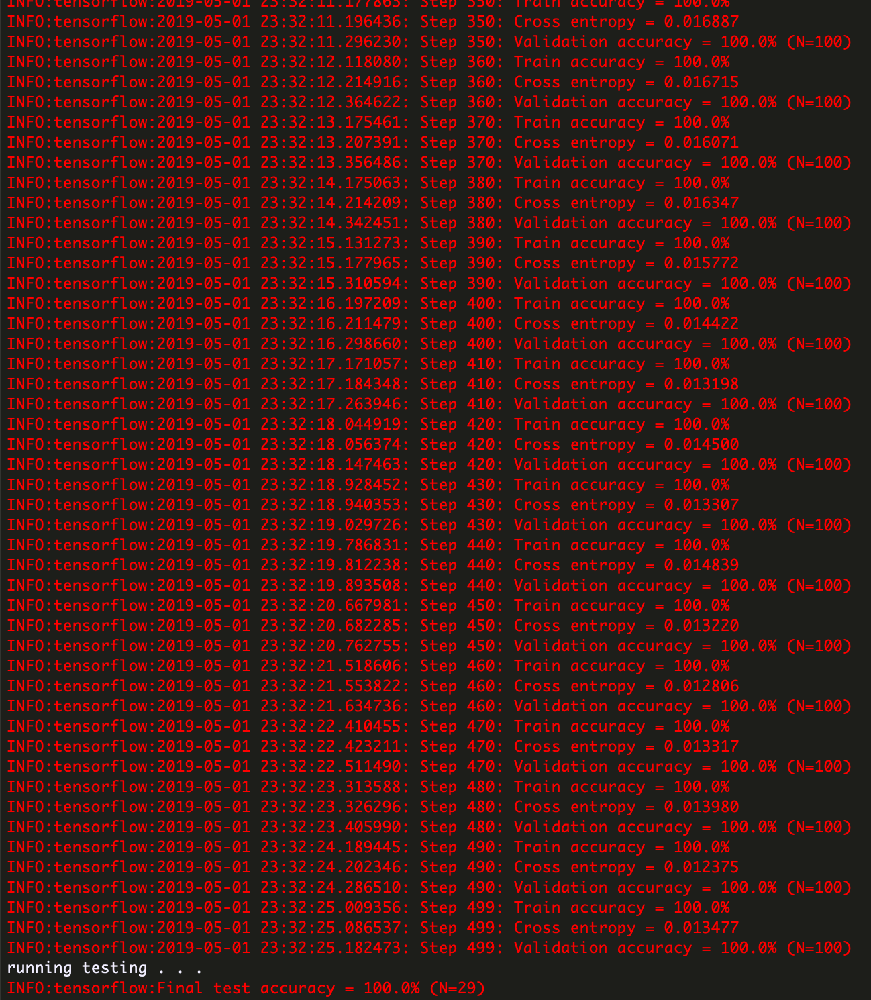 INFO:tensorflow:2019-05-01 23:32:11.177863: Step 350: Train accuracy = 100.0%
INFO:tensorflow:2019-05-01 23:32:11.196436: Step 350: Cross entropy = 0.016887
INFO:tensorflow:2019-05-01 23:32:11.296230: Step 350: Validation accuracy = 100.0% (N=100)
INFO:tensorflow:2019-05-01 23:32:12.118080: Step 360: Train accuracy = 100.0%
INFO:tensorflow:2019-05-01 23:32:12.214916: Step 360: Cross entropy = 0.016715
INFO:tensorflow:2019-05-01 23:32:12.364622: Step 360: Validation accuracy = 100.0% (N=100)
INFO:tensorflow:2019-05-01 23:32:13.175461: Step 370: Train accuracy = 100.0%
INFO:tensorflow:2019-05-01 23:32:13.207391: Step 370: Cross entropy = 0.016071
INFO:tensorflow:2019-05-01 23:32:13.356486: Step 370: Validation accuracy = 100.0% (N=100)
INFO:tensorflow:2019-05-01 23:32:14.175063: Step 380: Train accuracy = 100.0%
INFO:tensorflow:2019-05-01 23:32:14.214209: Step 380: Cross entropy = 0.016347
INFO:tensorflow:2019-05-01 23:32:14.342451: Step 380: Validation accuracy = 100.0% (N=100)
INFO:tensorflow:2019-05-01 23:32:15.131273: Step 390: Train accuracy = 100.0%
INFO:tensorflow:2019-05-01 23:32:15.177965: Step 390: Cross entropy = 0.015772
INFO:tensorflow:2019-05-01 23:32:15.310594: Step 390: Validation accuracy = 100.0% (N=100)
INFO:tensorflow:2019-05-01 23:32:16.197209: Step 400: Train accuracy = 100.0%
INFO:tensorflow:2019-05-01 23:32:16.211479: Step 400: Cross entropy = 0.014422
INFO:tensorflow:2019-05-01 23:32:16.298660: Step 400: Validation accuracy = 100.0% (N=100)
INFO:tensorflow:2019-05-01 23:32:17.171057: Step 410: Train accuracy = 100.0%
INFO:tensorflow:2019-05-01 23:32:17.184348: Step 410: Cross entropy = 0.013198
INFO:tensorflow:2019-05-01 23:32:17.263946: Step 410: Validation accuracy = 100.0% (N=100)
INFO:tensorflow:2019-05-01 23:32:18.044919: Step 420: Train accuracy = 100.0%
INFO:tensorflow:2019-05-01 23:32:18.056374: Step 420: Cross entropy = 0.014500
INFO:tensorflow:2019-05-01 23:32:18.147463: Step 420: Validation accuracy = 100.0% (N=100)
INFO:tensorflow:2019-05-01 23:32:18.928452: Step 430: Train accuracy = 100.0%
INFO:tensorflow:2019-05-01 23:32:18.940353: Step 430: Cross entropy = 0.013307
INFO:tensorflow:2019-05-01 23:32:19.029726: Step 430: Validation accuracy = 100.0% (N=100)
INFO:tensorflow:2019-05-01 23:32:19.786831: Step 440: Train accuracy = 100.0%
INFO:tensorflow:2019-05-01 23:32:19.812238: Step 440: Cross entropy = 0.014839
INFO:tensorflow:2019-05-01 23:32:19.893508: Step 440: Validation accuracy = 100.0% (N=100)
INFO:tensorflow:2019-05-01 23:32:20.667981: Step 450: Train accuracy = 100.0%
INFO:tensorflow:2019-05-01 23:32:20.682285: Step 450: Cross entropy = 0.013220
INFO:tensorflow:2019-05-01 23:32:20.762755: Step 450: Validation accuracy = 100.0% (N=100)
INFO:tensorflow:2019-05-01 23:32:21.518606: Step 460: Train accuracy = 100.0%
INFO:tensorflow:2019-05-01 23:32:21.553822: Step 460: Cross entropy = 0.012806
INFO:tensorflow:2019-05-01 23:32:21.634736: Step 460: Validation accuracy = 100.0% (N=100)
INFO:tensorflow:2019-05-01 23:32:22.410455: Step 470: Train accuracy = 100.0%
INFO:tensorflow:2019-05-01 23:32:22.423211: Step 470: Cross entropy = 0.013317
INFO:tensorflow:2019-05-01 23:32:22.511490: Step 470: Validation accuracy = 100.0% (N=100)
INFO:tensorflow:2019-05-01 23:32:23.313588: Step 480: Train accuracy = 100.0%
INFO:tensorflow:2019-05-01 23:32:23.326296: Step 480: Cross entropy = 0.013980
INFO:tensorflow:2019-05-01 23:32:23.405990: Step 480: Validation accuracy = 100.0% (N=100)
INFO:tensorflow:2019-05-01 23:32:24.189445: Step 490: Train accuracy = 100.0%
INFO:tensorflow:2019-05-01 23:32:24.202346: Step 490: Cross entropy = 0.012375
INFO:tensorflow:2019-05-01 23:32:24.286510: Step 490: Validation accuracy = 100.0% (N=100)
INFO:tensorflow:2019-05-01 23:32:25.009356: Step 499: Train accuracy = 100.0%
INFO:tensorflow:2019-05-01 23:32:25.086537: Step 499: Cross entropy = 0.013477
INFO:tensorflow:2019-05-01 23:32:25.182473: Step 499: Validation accuracy = 100.0% (N=100)
running testing . . .
INFO:tensorflow:Final test accuracy = 100.0% (N=29)